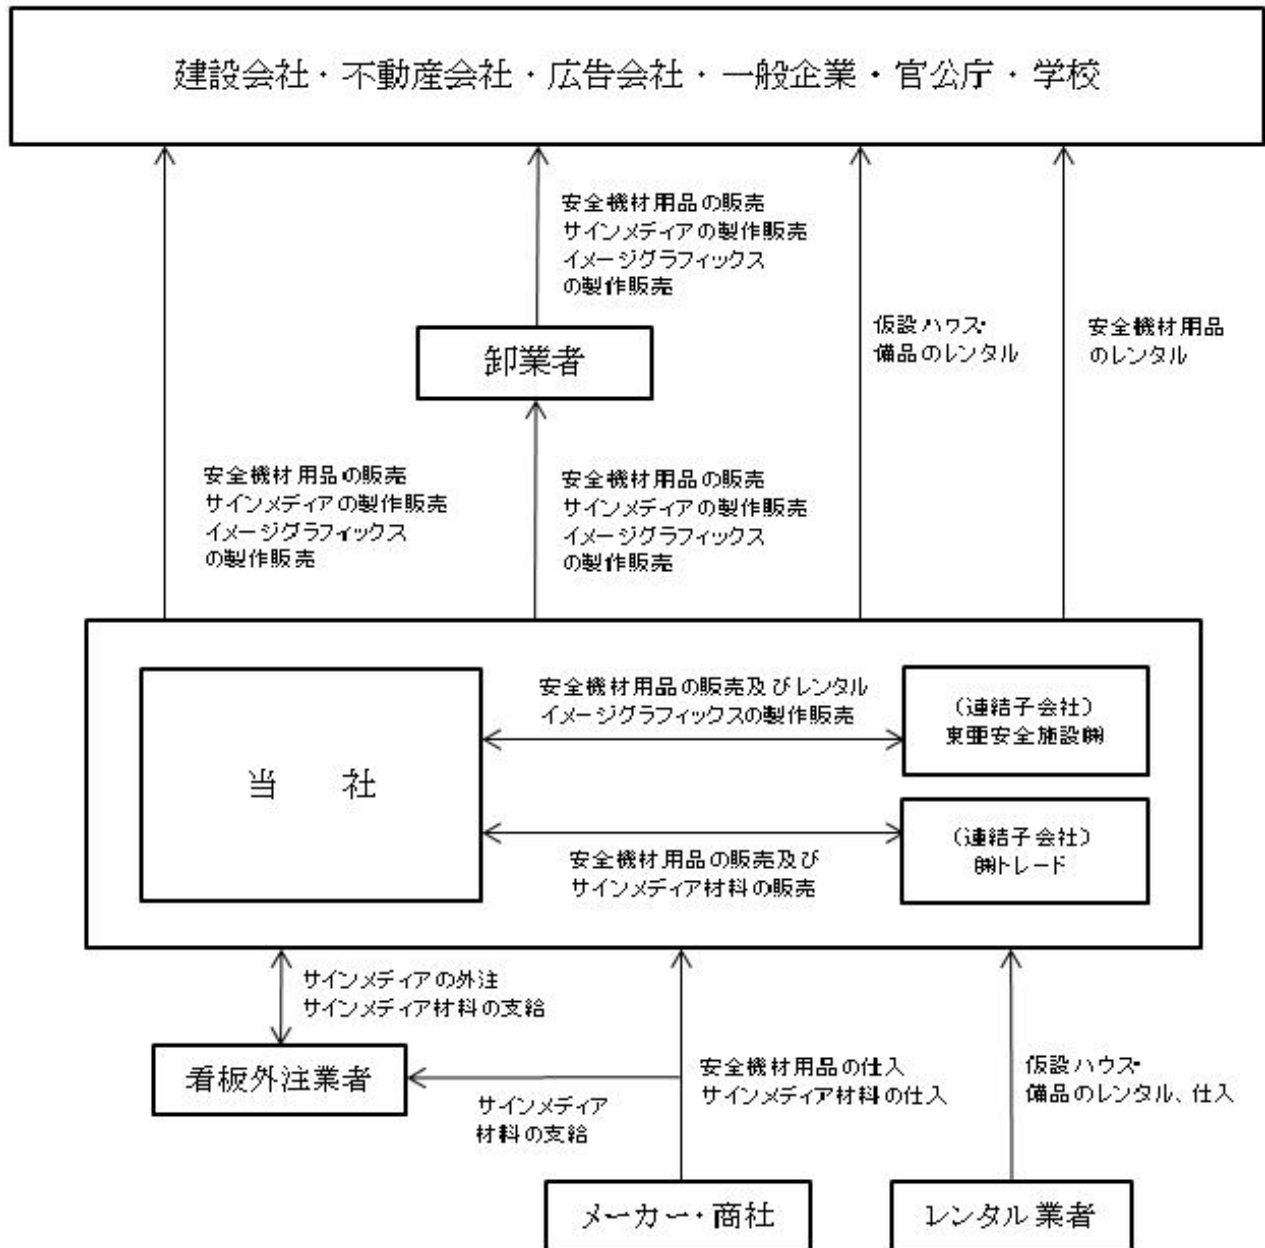 建設会社・不動産会社・広告会社・一般企業・官公庁・学校
安全機材用品の販売
サインメディアの製作販売
イメージグラフィックス
の製作販売
仮設ハウス・
備品のレンタル
安全機材用品
のレンタル
卸業者
安全機材用品の販売
サインメディアの製作販売
イメージグラフィックス
の製作販売
安全機材用品の販売
サインメディアの製作販売
イメージグラフィックス
の製作販売
当 社
安全機材用品の販売及びレンタル
イメージグラフィックスの製作販売
(連結子会社)
東亜安全施設㈱
安全機材用品の販売及び
サインメディア材料の販売
(連結子会社)
㈱トレード
サインメディアの外注
サインメディア材料の支給
看板外注業者
サインメディア
材料の支給
安全機材用品の仕入
サインメディア材料の仕入
仮設ハウス・
備品のレンタル、仕入
メーカー・商社
レンタル業者